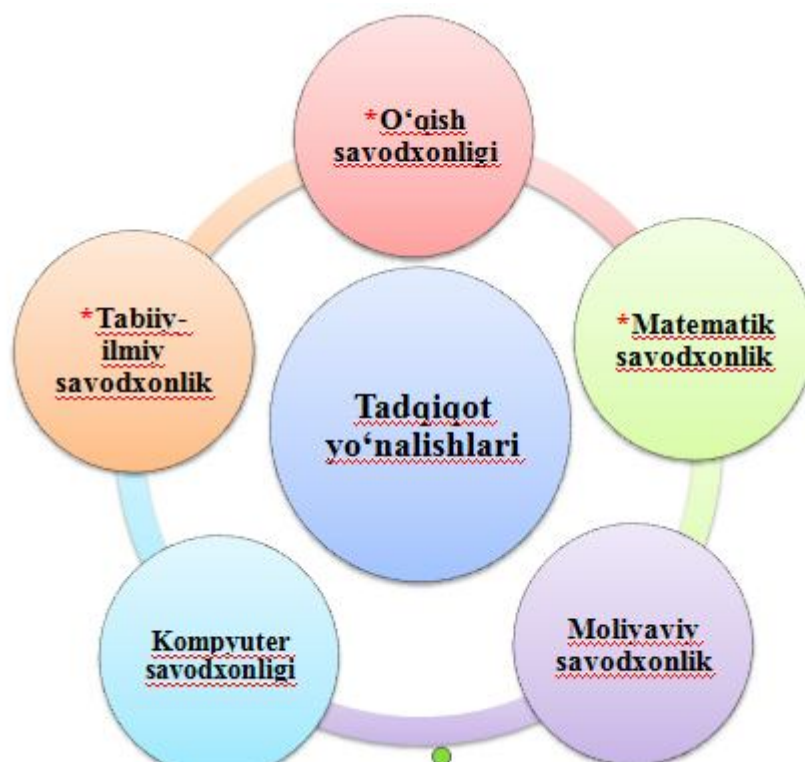 *O‘qish
savodxonligi
*Matematik
savodxonlik
Moliyaviy
savodxonlik
Kompyuter
savodxonligi
*Tabiiy-
ilmiy
savodxonlik
Tadqiqot
yo‘nalishlari